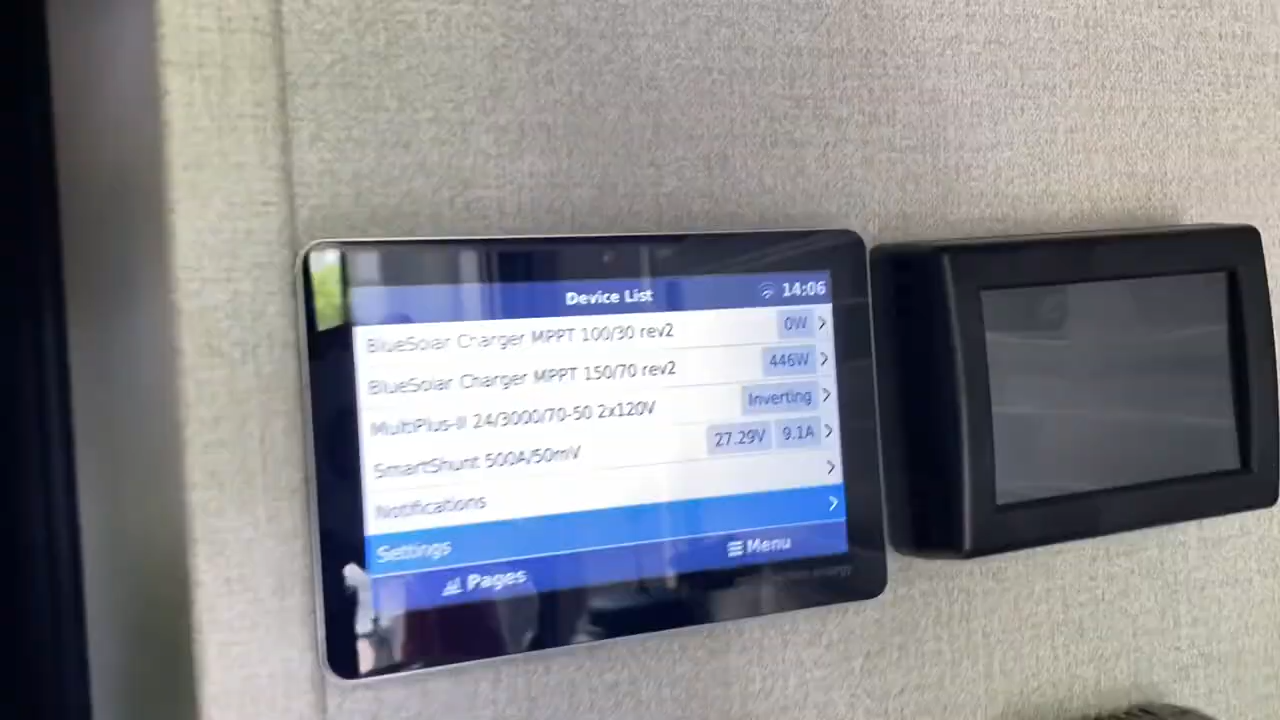 Device List 14:06
BlueSolar Charger MPPT 100/30 rev2 0W
BlueSolar Charger MPPT 150/70 rev2 446W
MultiPlus-II 24/3000/70-50 2x120V Inverting
SmartShunt 500A/50mV 27.29V 9.1A
Notifications
Settings
Pages Menu
energy